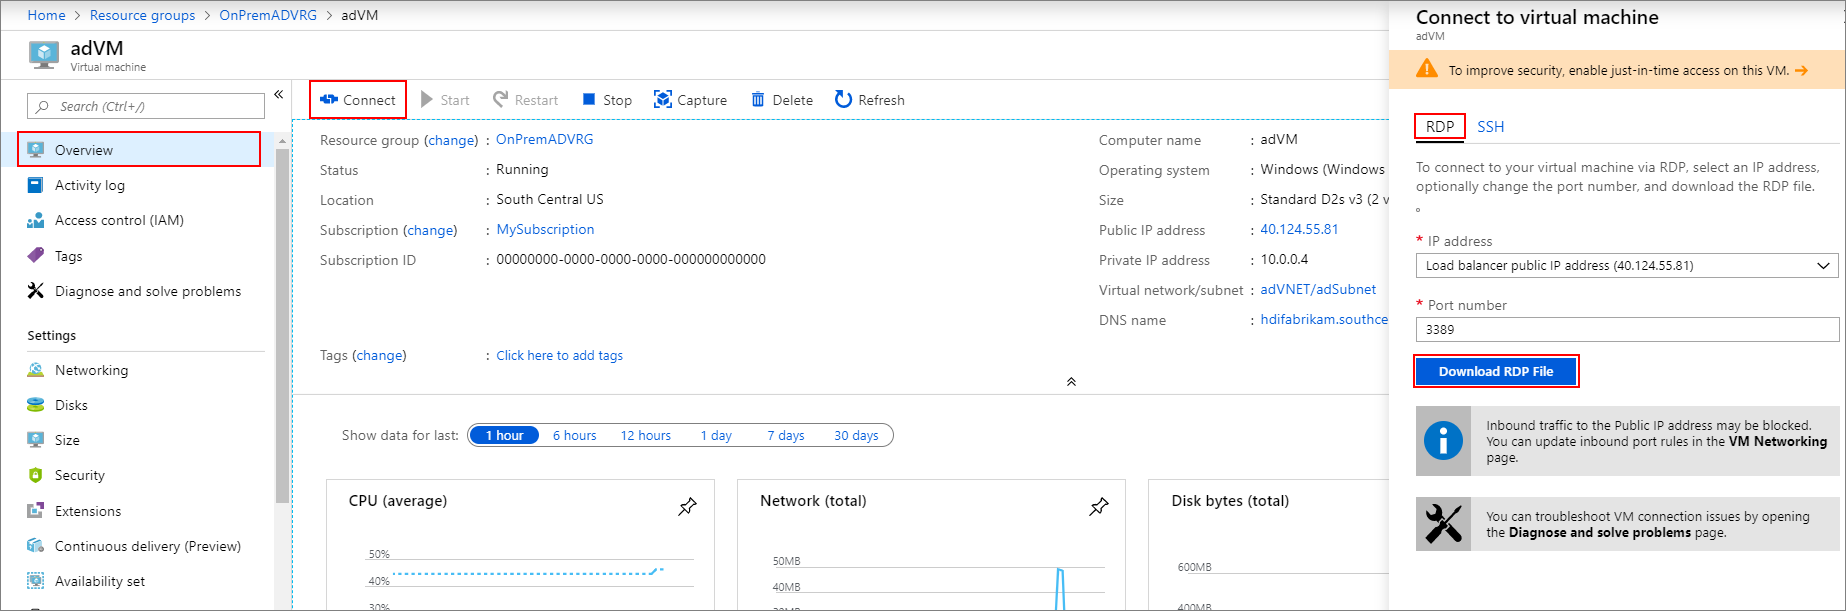 Home > Resource groups > OnPremADVRG > adVM
adVM
Virtual machine
Search (Ctrl+/)
«
Overview
Activity log
Access control (IAM)
Tags
Diagnose and solve problems
Settings
Networking
Disks
Size
Security
Extensions
Continuous delivery (Preview)
Availability set
Connect Start Restart Stop Capture Delete Refresh
Resource group (change) : OnPremADVRG
Status : Running
Location : South Central US
Subscription (change) : MySubscription
Subscription ID : 00000000-0000-0000-0000-000000000000
Computer name : adVM
Operating system : Windows (Windows
Size : Standard D2s v3 (2 v
Public IP address : 40.124.55.81
Private IP address : 10.0.0.4
Virtual network/subnet : adVNET/adSubnet
DNS name : hdifabrikam.southce
Tags (change) : Click here to add tags
Show data for last: 1 hour 6 hours 12 hours 1 day 7 days 30 days
CPU (average)
50%
40%
30%
Network (total)
50MB
40MB
Disk bytes (total)
600MB
400MB
Connect to virtual machine
adVM
To improve security, enable just-in-time access on this VM. →
RDP SSH
To connect to your virtual machine via RDP, select an IP address,
optionally change the port number, and download the RDP file.
* IP address
Load balancer public IP address (40.124.55.81)
* Port number
3389
Download RDP File
Inbound traffic to the Public IP address may be blocked.
You can update inbound port rules in the VM Networking
page.
You can troubleshoot VM connection issues by opening
the Diagnose and solve problems page.